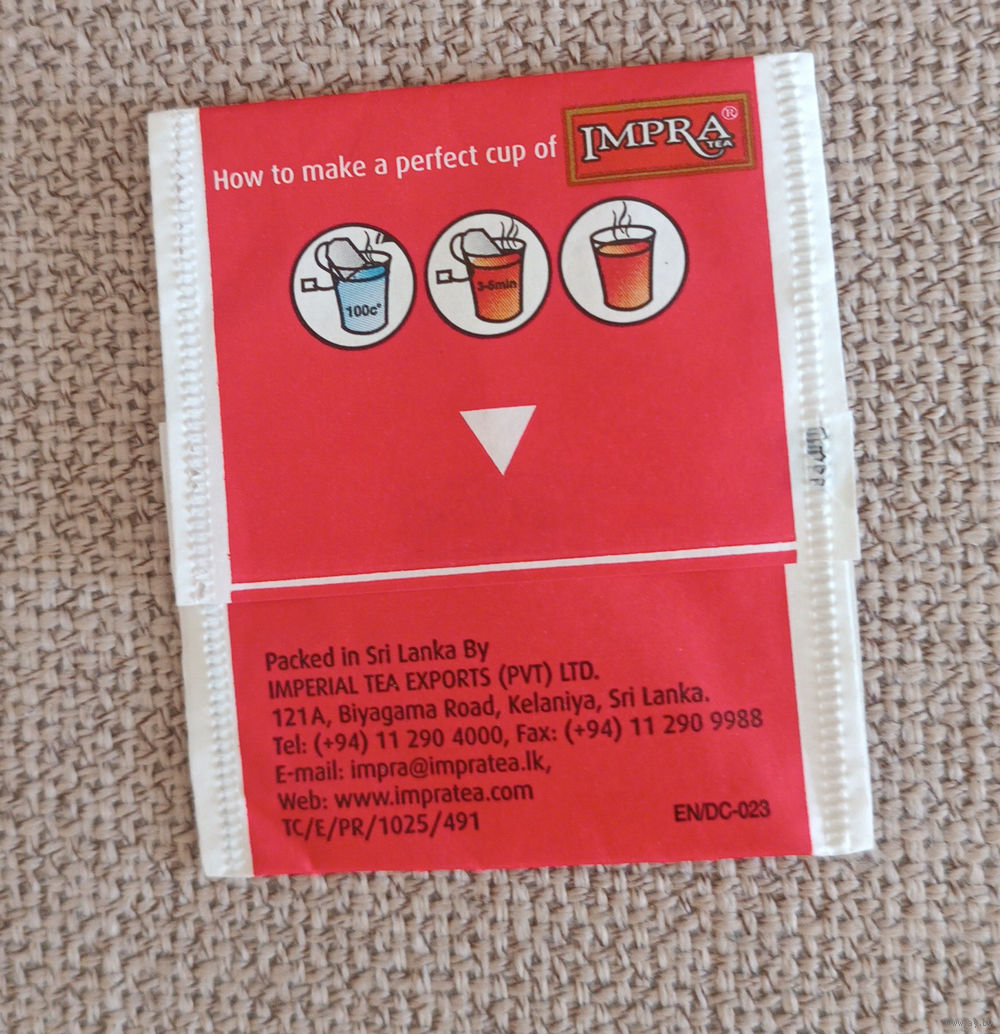 How to make a perfect cup of IMPRA®
TEA
100c°
3-5min
Packed in Sri Lanka By
IMPERIAL TEA EXPORTS (PVT) LTD.
121A, Biyagama Road, Kelaniya, Sri Lanka.
Tel: (+94) 11 290 4000, Fax: (+94) 11 290 9988
E-mail: impra@impratea.lk,
Web: www.impratea.com
TC/E/PR/1025/491
EN/DC-023